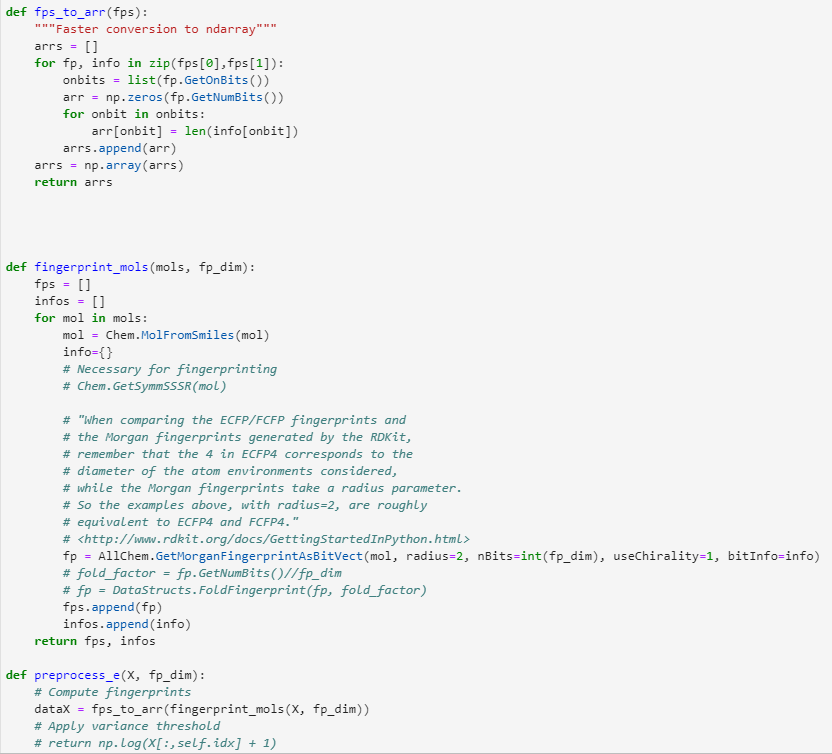 def fps_to_arr(fps):
    """Faster conversion to ndarray"""
    arrs = []
    for fp, info in zip(fps[0],fps[1]):
        onbits = list(fp.GetOnBits())
        arr = np.zeros(fp.GetNumBits())
        for onbit in onbits:
            arr[onbit] = len(info[onbit])
        arrs.append(arr)
    arrs = np.array(arrs)
    return arrs
def fingerprint_mols(mols, fp_dim):
    fps = []
    infos = []
    for mol in mols:
        mol = Chem.MolFromSmiles(mol)
        info={}
        # Necessary for fingerprinting
        # Chem.GetSymmSSSR(mol)
        # "When comparing the ECFP/FCFP fingerprints and
        # the Morgan fingerprints generated by the RDKit,
        # remember that the 4 in ECFP4 corresponds to the
        # diameter of the atom environments considered,
        # while the Morgan fingerprints take a radius parameter.
        # So the examples above, with radius=2, are roughly
        # equivalent to ECFP4 and FCFP4."
        # <http://www.rdkit.org/docs/GettingStartedInPython.html>
        fp = AllChem.GetMorganFingerprintAsBitVect(mol, radius=2, nBits=int(fp_dim), useChirality=1, bitInfo=info)
        # fold_factor = fp.GetNumBits()//fp_dim
        # fp = DataStructs.FoldFingerprint(fp, fold_factor)
        fps.append(fp)
        infos.append(info)
    return fps, infos
def preprocess_e(X, fp_dim):
    # Compute fingerprints
    dataX = fps_to_arr(fingerprint_mols(X, fp_dim))
    # Apply variance threshold
    # return np.log(X[:,self.idx] + 1)